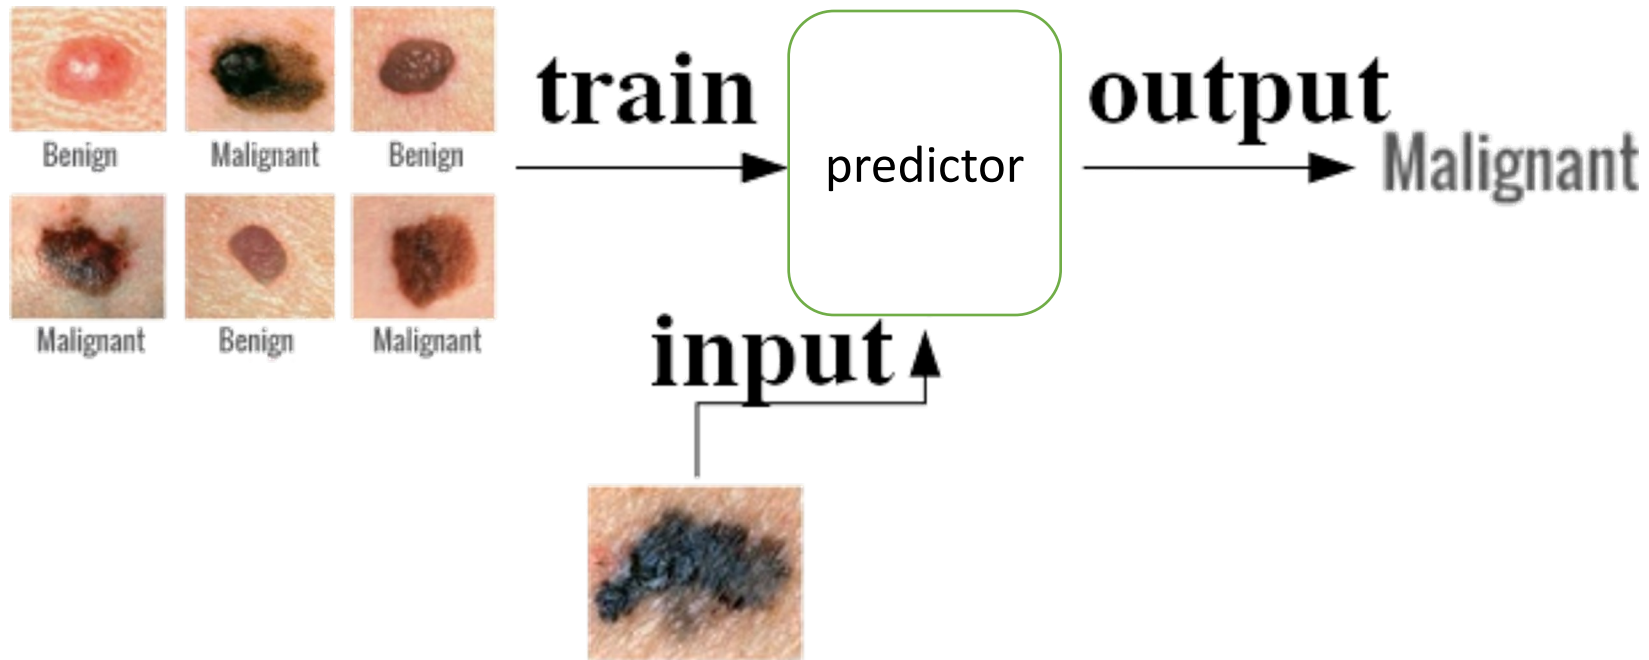 Benign
Malignant
Benign
Malignant
Benign
Malignant
train
predictor
output
Malignant
input